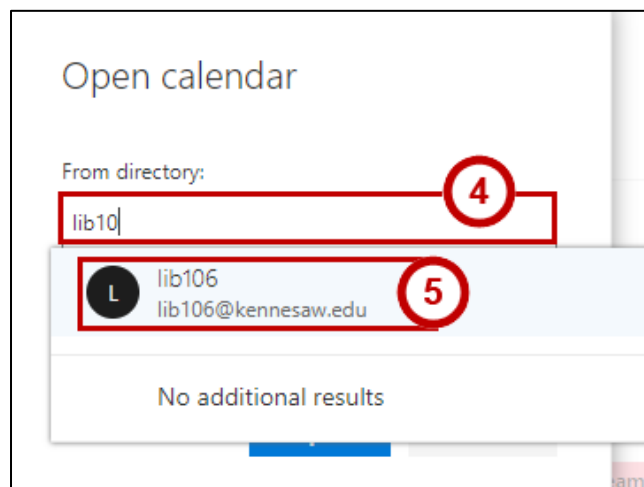 Open calendar
From directory:
4
lib10
L
lib106
5
lib106@kennesaw.edu
No additional results